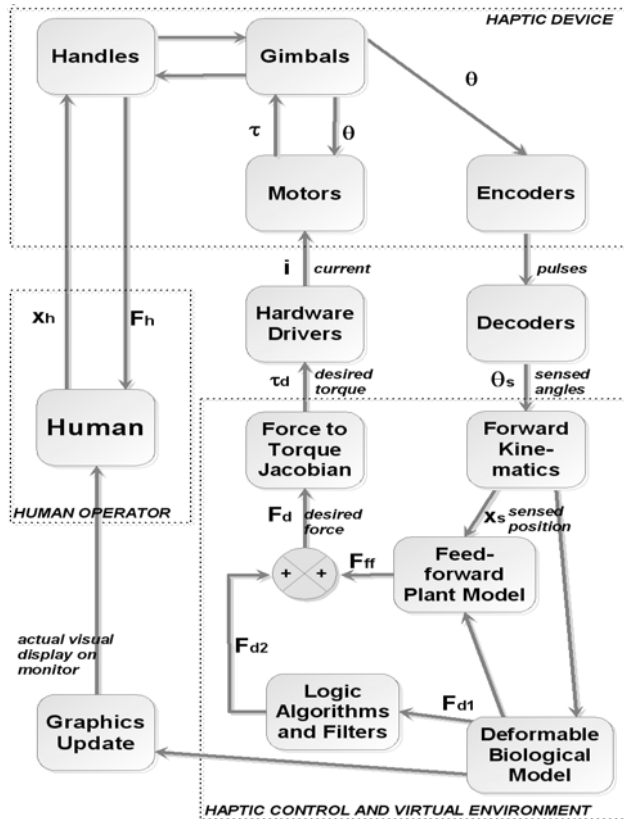 HAPTIC DEVICE
Handles
Gimbals
θ
τ
θ
Motors
Encoders
i
current
pulses
xh
Fh
Hardware
Drivers
Decoders
τd
desired
torque
θs
sensed
angles
Human
Force to
Torque
Jacobian
Forward
Kine-
matics
HUMAN OPERATOR
Fd
desired
force
xs
sensed
position
+ +
Fff
Feed-
forward
Plant Model
actual visual
display on
monitor
Fd2
Logic
Algorithms
and Filters
Fd1
Graphics
Update
Deformable
Biological
Model
HAPTIC CONTROL AND VIRTUAL ENVIRONMENT